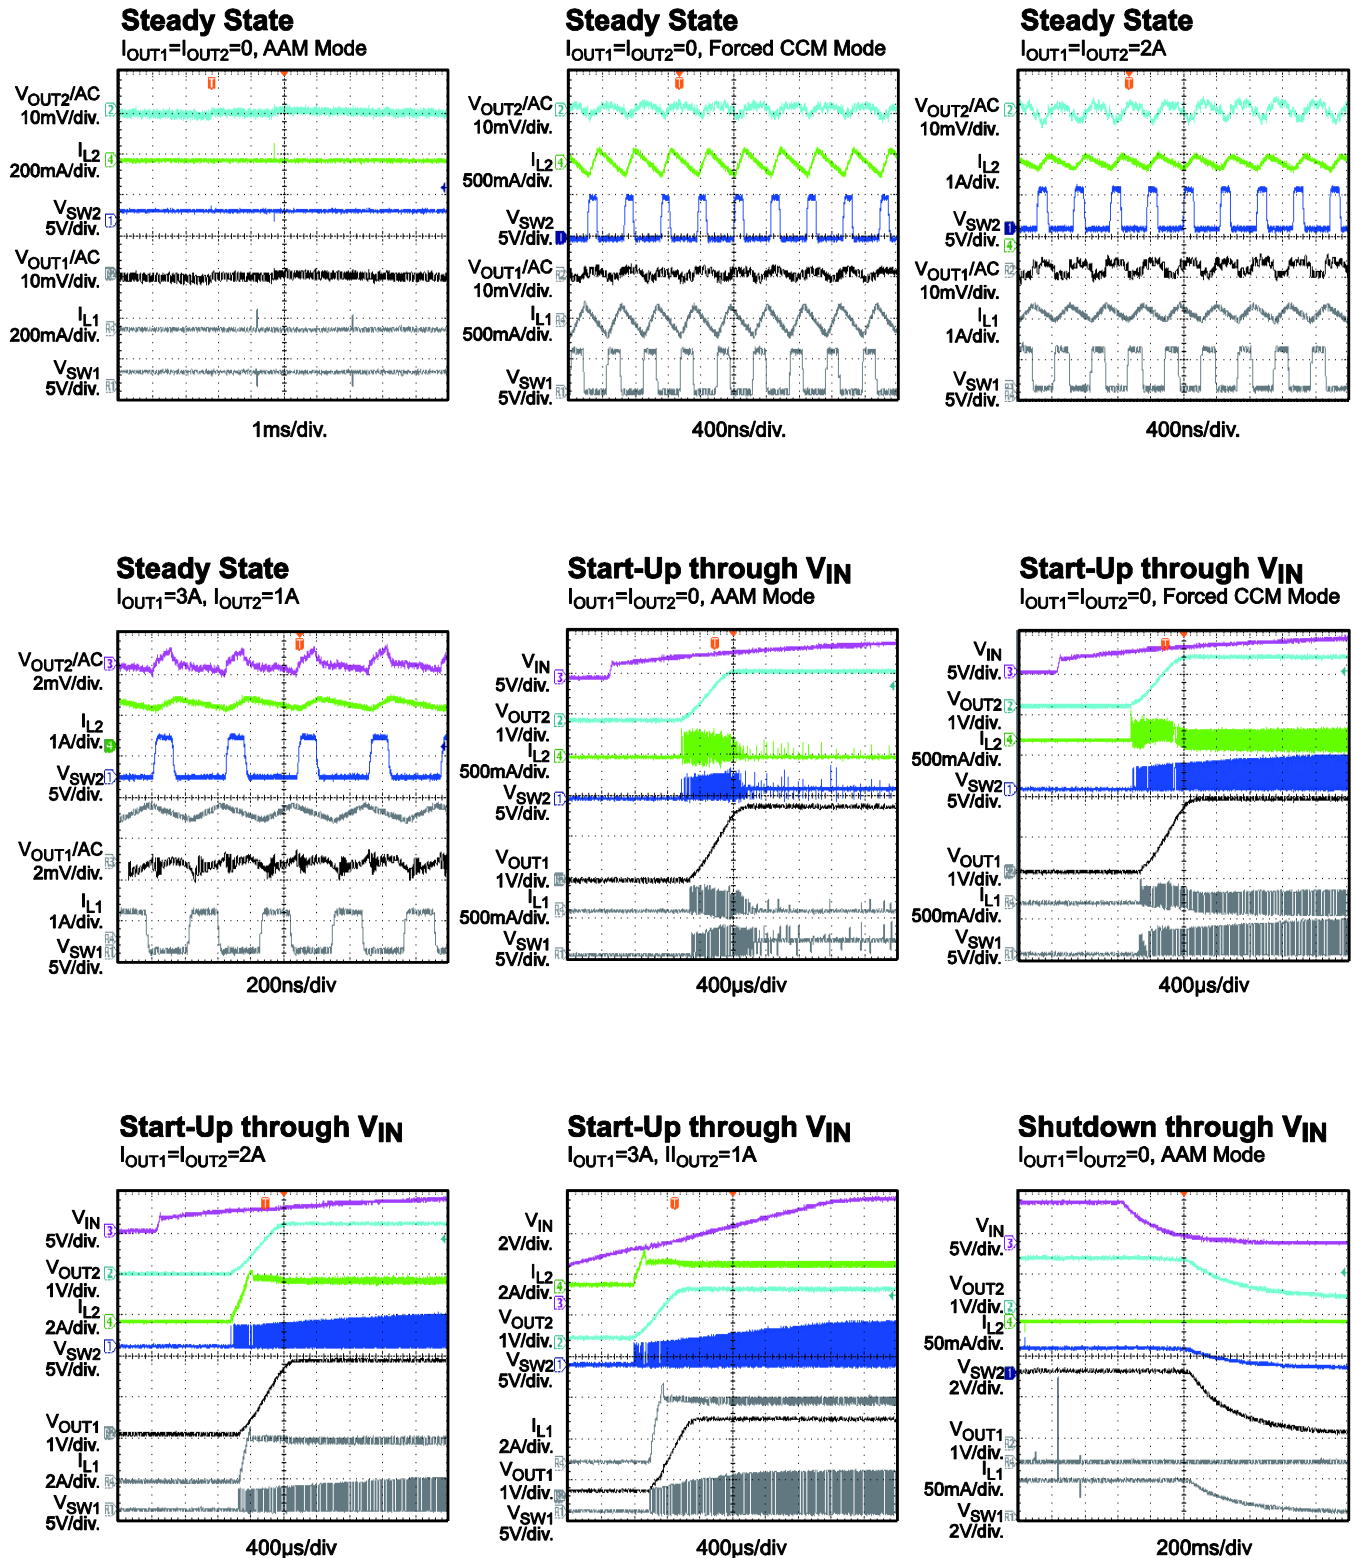 Steady State
IOUT1=IOUT2=0, AAM Mode
VOUT2/AC
10mV/div.
IL2
200mA/div.
VSW2
5V/div.
VOUT1/AC
10mV/div.
IL1
200mA/div.
VSW1
5V/div.
1ms/div.
Steady State
IOUT1=IOUT2=0, Forced CCM Mode
VOUT2/AC
10mV/div.
IL2
500mA/div.
VSW2
5V/div.
VOUT1/AC
10mV/div.
IL1
500mA/div.
VSW1
5V/div.
400ns/div.
Steady State
IOUT1=IOUT2=2A
VOUT2/AC
10mV/div.
IL2
1A/div.
VSW2
5V/div.
VOUT1/AC
10mV/div.
IL1
1A/div.
VSW1
5V/div.
400ns/div.
Steady State
IOUT1=3A, IOUT2=1A
VOUT2/AC
2mV/div.
IL2
1A/div.
VSW2
5V/div.
VOUT1/AC
2mV/div.
IL1
1A/div.
VSW1
5V/div.
200ns/div
Start-Up through VIN
IOUT1=IOUT2=0, AAM Mode
VIN
5V/div.
VOUT2
1V/div.
IL2
500mA/div.
VSW2
5V/div.
VOUT1
1V/div.
IL1
500mA/div.
VSW1
5V/div.
400µs/div
Start-Up through VIN
IOUT1=IOUT2=0, Forced CCM Mode
VIN
5V/div.
VOUT2
1V/div.
IL2
500mA/div.
VSW2
5V/div.
VOUT1
1V/div.
IL1
500mA/div.
VSW1
5V/div.
400µs/div
Start-Up through VIN
IOUT1=IOUT2=2A
VIN
5V/div.
VOUT2
1V/div.
IL2
2A/div.
VSW2
5V/div.
VOUT1
1V/div.
IL1
2A/div.
VSW1
5V/div.
400µs/div
Start-Up through VIN
IOUT1=3A, IIOUT2=1A
VIN
2V/div.
IL2
2A/div.
VOUT2
1V/div.
VSW2
5V/div.
IL1
2A/div.
VOUT1
1V/div.
VSW1
5V/div.
400µs/div
Shutdown through VIN
IOUT1=IOUT2=0, AAM Mode
VIN
5V/div.
VOUT2
1V/div.
IL2
50mA/div.
VSW2
2V/div.
VOUT1
1V/div.
IL1
50mA/div.
VSW1
2V/div.
200ms/div